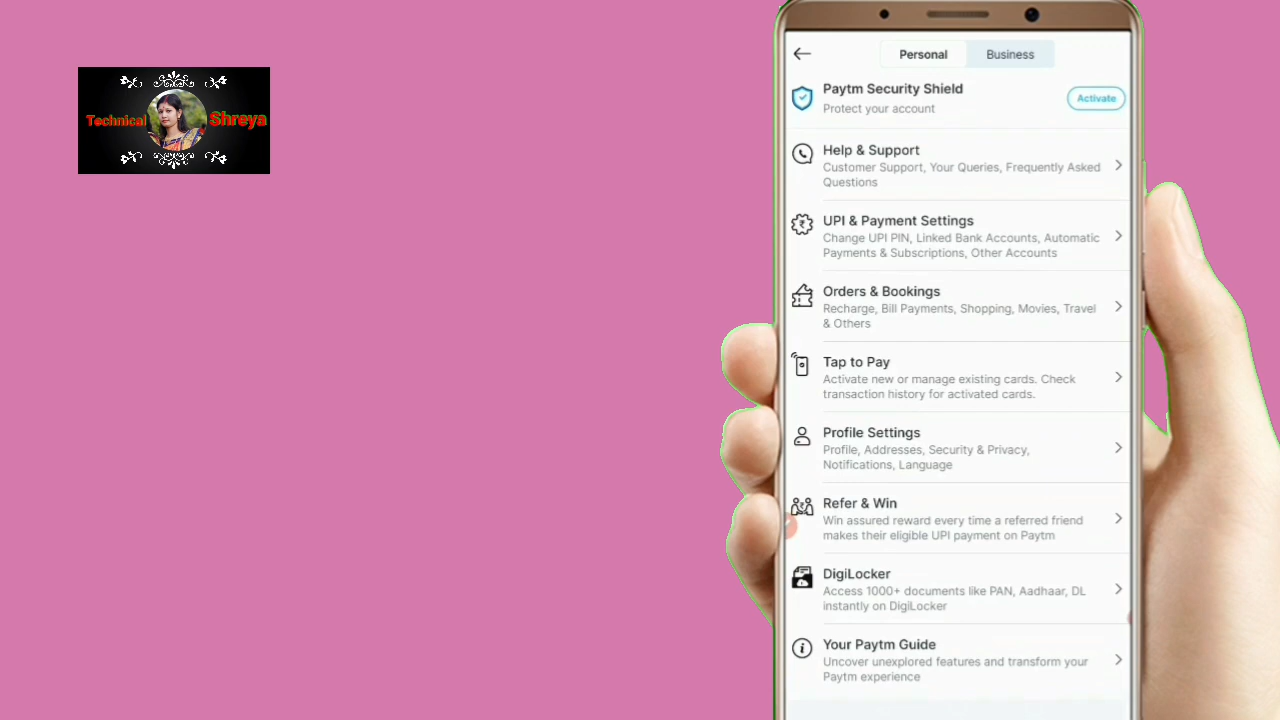 Technical Shreya
Personal Business
Paytm Security Shield
Protect your account
Activate
Help & Support
Customer Support, Your Queries, Frequently Asked
Questions
UPI & Payment Settings
Change UPI PIN, Linked Bank Accounts, Automatic
Payments & Subscriptions, Other Accounts
Orders & Bookings
Recharge, Bill Payments, Shopping, Movies, Travel
& Others
Tap to Pay
Activate new or manage existing cards. Check
transaction history for activated cards.
Profile Settings
Profile, Addresses, Security & Privacy,
Notifications, Language
Refer & Win
Win assured reward every time a referred friend
makes their eligible UPI payment on Paytm
DigiLocker
Access 1000+ documents like PAN, Aadhaar, DL
instantly on DigiLocker
Your Paytm Guide
Uncover unexplored features and transform your
Paytm experience